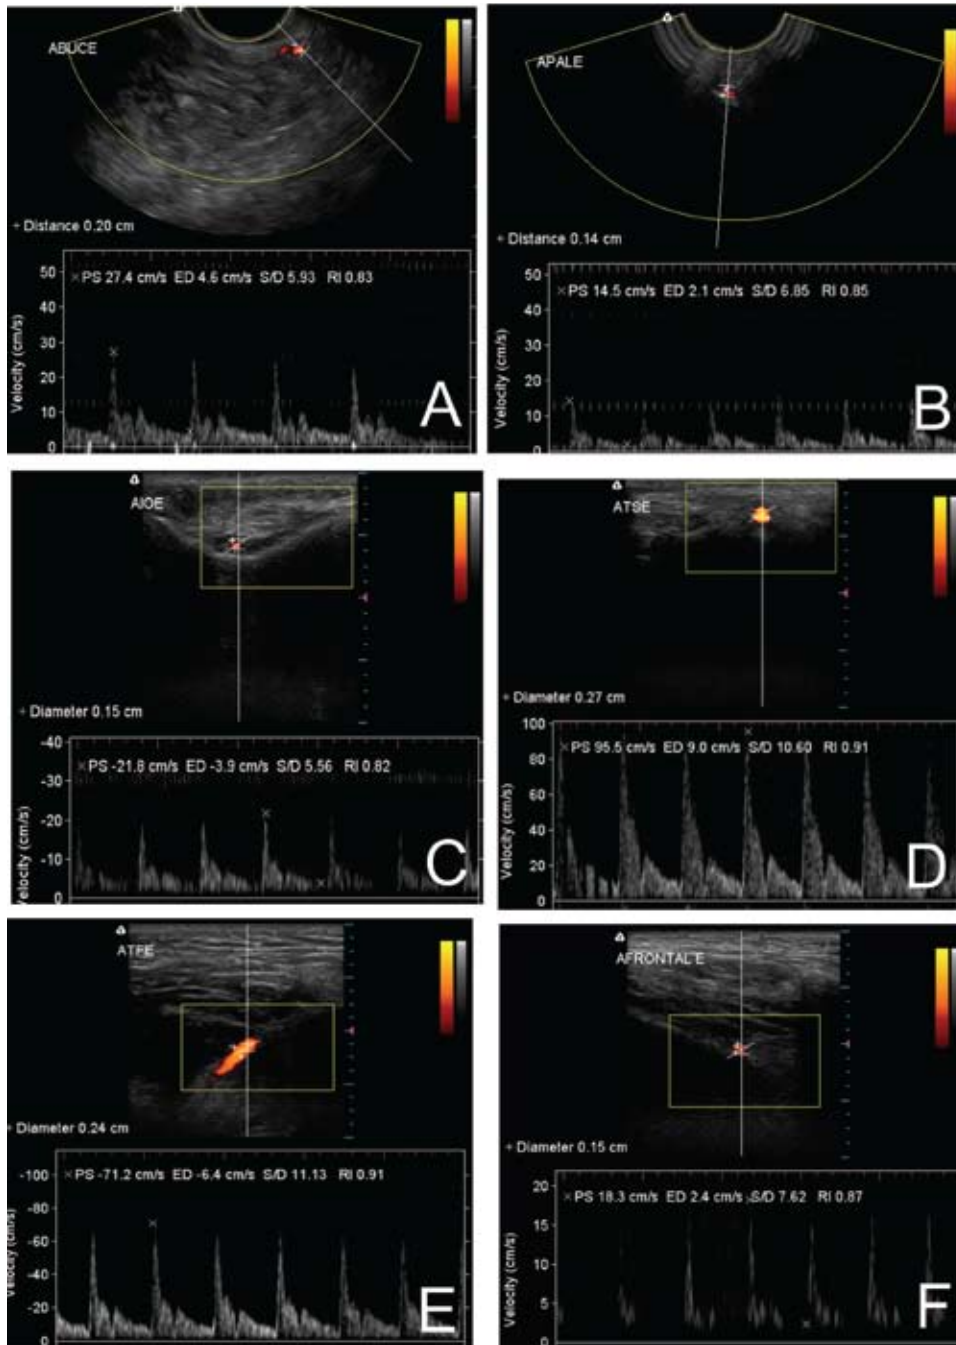 ABUCE
+ Distance 0.20 cm
PS 27.4 cm/s ED 4.6 cm/s S/D 5.93 RI 0.83
Velocity (cm/s)
50
40
30
20
10
0
A
APALE
+ Distance 0.14 cm
PS 14.5 cm/s ED 2.1 cm/s S/D 6.85 RI 0.85
Velocity (cm/s)
50
40
30
20
10
0
B
AIOE
+ Diameter 0.15 cm
PS -21.8 cm/s ED -3.9 cm/s S/D 5.56 RI 0.82
Velocity (cm/s)
-40
-30
-20
-10
0
C
ATSE
+ Diameter 0.27 cm
PS 95.5 cm/s ED 9.0 cm/s S/D 10.60 RI 0.91
Velocity (cm/s)
100
80
60
40
20
0
D
ATFE
+ Diameter 0.24 cm
PS -71.2 cm/s ED -6.4 cm/s S/D 11.13 RI 0.91
Velocity (cm/s)
-100
-80
-60
-40
-20
0
E
AFRONTAL E
+ Diameter 0.15 cm
PS 18.3 cm/s ED 2.4 cm/s S/D 7.62 RI 0.87
Velocity (cm/s)
20
15
10
5
0
F